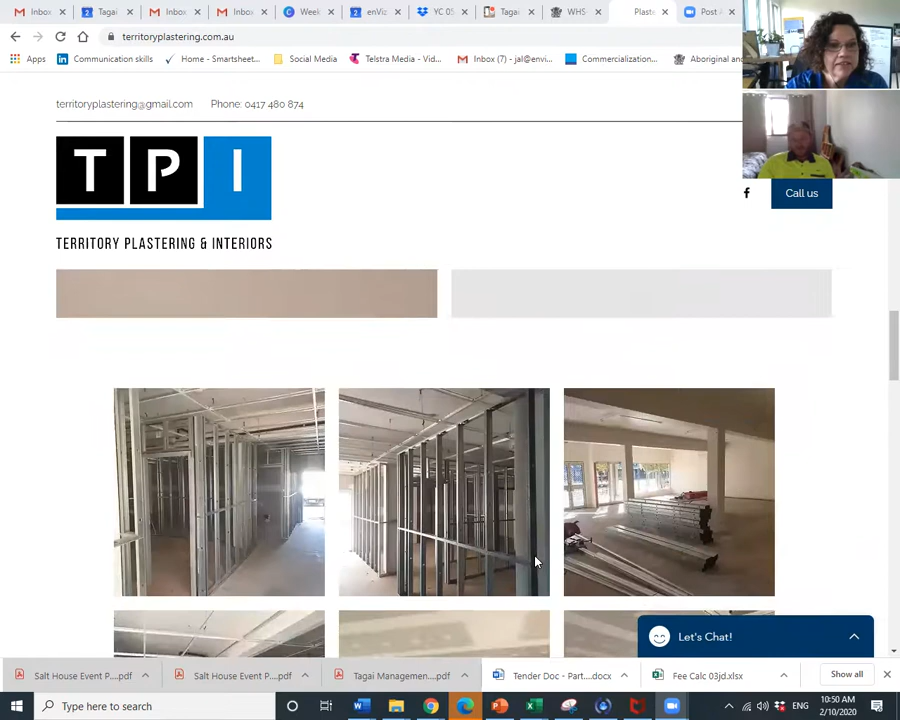 Inbox
Tagai
Inbox
Inbox
Week
enViz
YC.05
Tagai
WHS
Plaste
Post A
territoryplastering.com.au
Apps
Communication skills
Home - Smartsheet...
Social Media
Telstra Media - Vid...
Inbox (7) - jal@envi...
Commercialization...
Aboriginal and
territoryplastering@gmail.com Phone: 0417 480 874
TPI
Call us
TERRITORY PLASTERING & INTERIORS
Let's Chat!
Salt House Event P....pdf
Salt House Event P....pdf
Tagai Managemen....pdf
Tender Doc - Part....docx
Fee Calc 03jd.xlsx
Show all
Type here to search
ENG
10:50 AM
2/10/2020